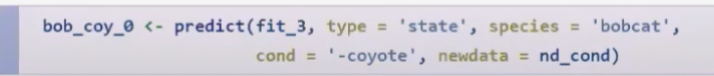 bob_coy_0 <- predict(fit_3, type = 'state', species = 'bobcat',
cond = '-coyote', newdata = nd_cond)